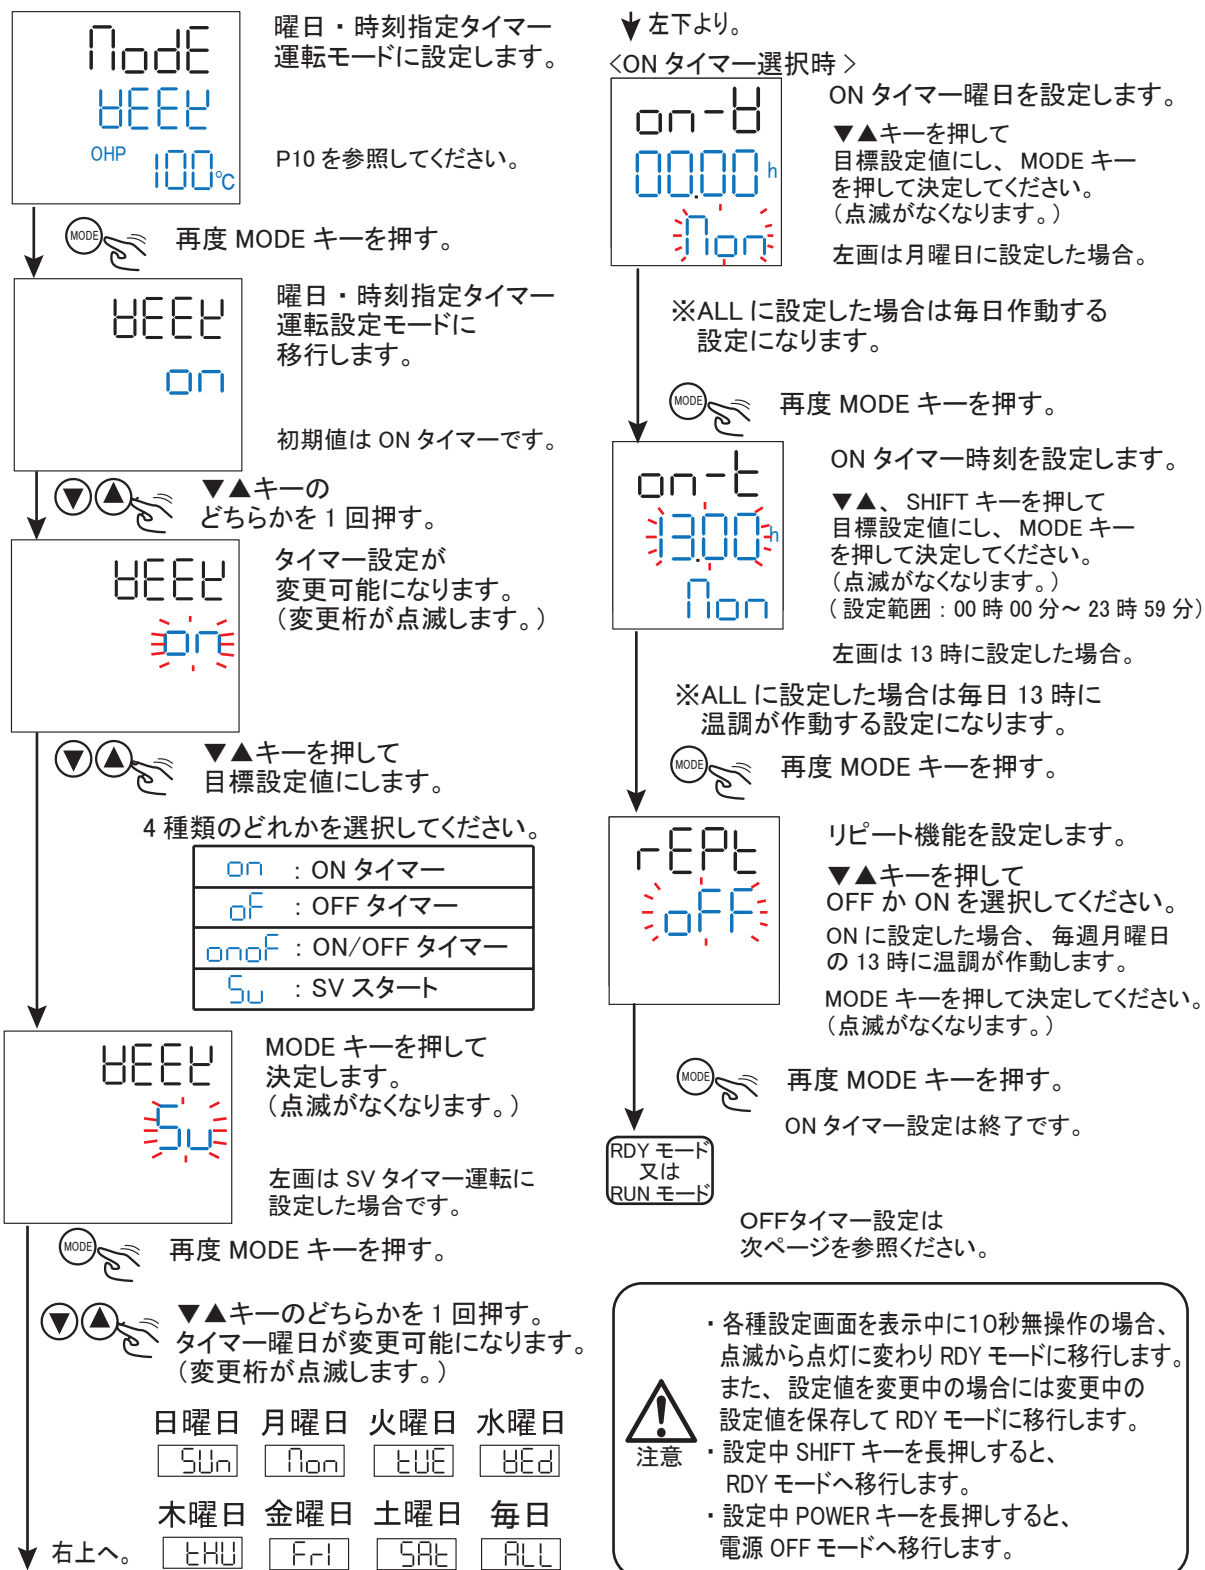 ModE
WEEK
OHP 100℃
曜日・時刻指定タイマー
運転モードに設定します。
P10を参照してください。
MODE
再度 MODE キーを押す。
WEEK
on
曜日・時刻指定タイマー
運転設定モードに
移行します。
初期値は ON タイマーです。
▼▲キーの
どちらかを 1 回押す。
WEEK
on
タイマー設定が
変更可能になります。
(変更桁が点滅します。)
▼▲キーを押して
目標設定値にします。
4 種類のどれかを選択してください。
on : ON タイマー
oF : OFF タイマー
onoF : ON/OFF タイマー
Sv : SV スタート
WEEK
Sv
MODE キーを押して
決定します。
(点滅がなくなります。)
左画は SV タイマー運転に
設定した場合です。
MODE
再度 MODE キーを押す。
▼▲キーのどちらかを 1 回押す。
タイマー曜日が変更可能になります。
(変更桁が点滅します。)
日曜日 月曜日 火曜日 水曜日
SUn Mon tUE WEd
木曜日 金曜日 土曜日 毎日
tHU FrI SAt ALL
右上へ。
左下より。
<ON タイマー選択時>
on-W
00.00 h
Mon
ON タイマー曜日を設定します。
▼▲キーを押して
目標設定値にし、MODE キー
を押して決定してください。
(点滅がなくなります。)
左画は月曜日に設定した場合。
※ALL に設定した場合は毎日作動する
設定になります。
MODE
再度 MODE キーを押す。
on-t
13.00 h
Mon
ON タイマー時刻を設定します。
▼▲、SHIFT キーを押して
目標設定値にし、MODE キー
を押して決定してください。
(点滅がなくなります。)
(設定範囲:00 時 00 分～ 23 時 59 分)
左画は 13 時に設定した場合。
※ALL に設定した場合は毎日 13 時に
温調が作動する設定になります。
MODE
再度 MODE キーを押す。
rEPt
oFF
リピート機能を設定します。
▼▲キーを押して
OFF か ON を選択してください。
ON に設定した場合、毎週月曜日
の 13 時に温調が作動します。
MODE キーを押して決定してください。
(点滅がなくなります。)
MODE
再度 MODE キーを押す。
ON タイマー設定は終了です。
RDY モード
又は
RUN モード
OFFタイマー設定は
次ページを参照ください。
・各種設定画面を表示中に10秒無操作の場合、
点滅から点灯に変わり RDY モードに移行します。
また、設定値を変更中の場合には変更中の
設定値を保存して RDY モードに移行します。
注意
・設定中 SHIFT キーを長押しすると、
RDY モードへ移行します。
・設定中 POWER キーを長押しすると、
電源 OFF モードへ移行します。